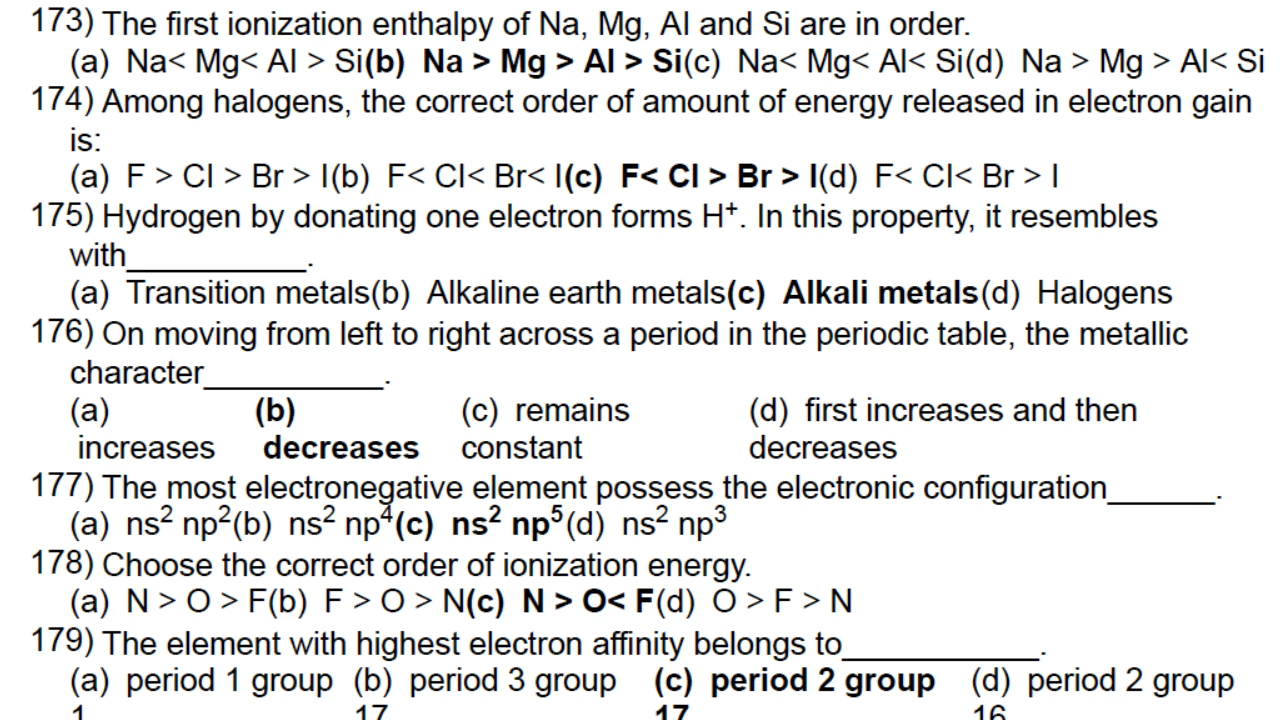 173) The first ionization enthalpy of Na, Mg, Al and Si are in order.
(a) Na< Mg< Al > Si(b) Na > Mg > Al > Si(c) Na< Mg< Al< Si(d) Na > Mg > Al< Si
174) Among halogens, the correct order of amount of energy released in electron gain
is:
(a) F > Cl > Br > I(b) F< Cl< Br< I(c) F< Cl > Br > I(d) F< Cl< Br > I
175) Hydrogen by donating one electron forms H⁺. In this property, it resembles
with__________.
(a) Transition metals(b) Alkaline earth metals(c) Alkali metals(d) Halogens
176) On moving from left to right across a period in the periodic table, the metallic
character__________.
(a) (b) (c) remains (d) first increases and then
increases decreases constant decreases
177) The most electronegative element possess the electronic configuration______.
(a) ns² np²(b) ns² np⁴(c) ns² np⁵(d) ns² np³
178) Choose the correct order of ionization energy.
(a) N > O > F(b) F > O > N(c) N > O< F(d) O > F > N
179) The element with highest electron affinity belongs to___________.
(a) period 1 group (b) period 3 group (c) period 2 group (d) period 2 group
1 17 17 16